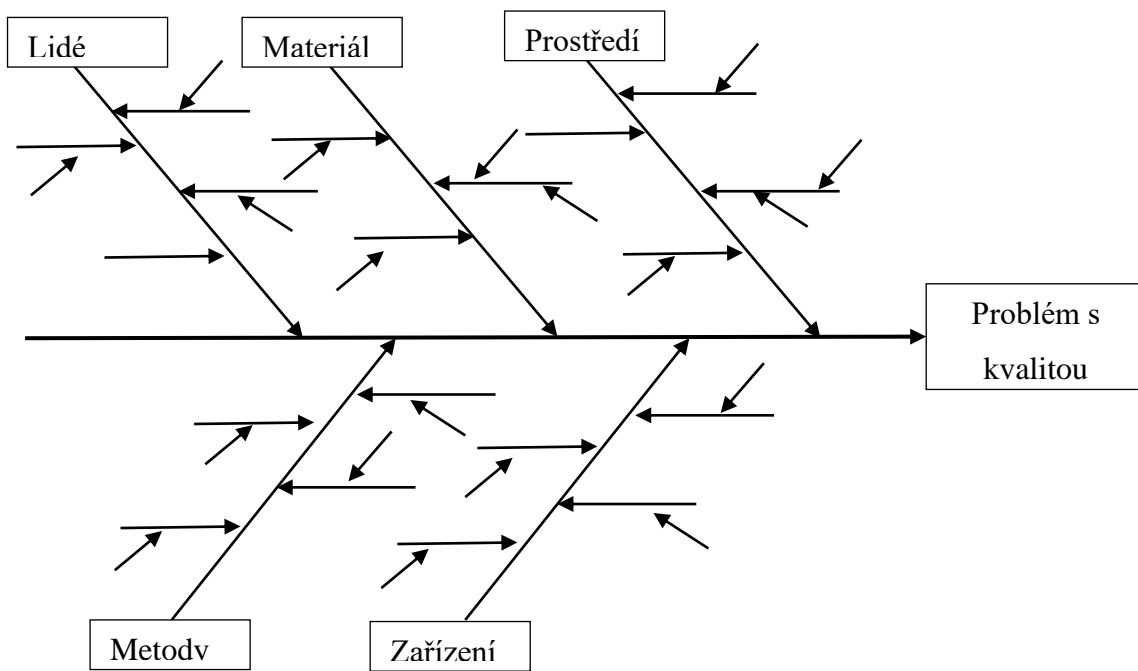 Lidé
Materiál
Prostředí
Problém s
kvalitou
Metody
Zařízení